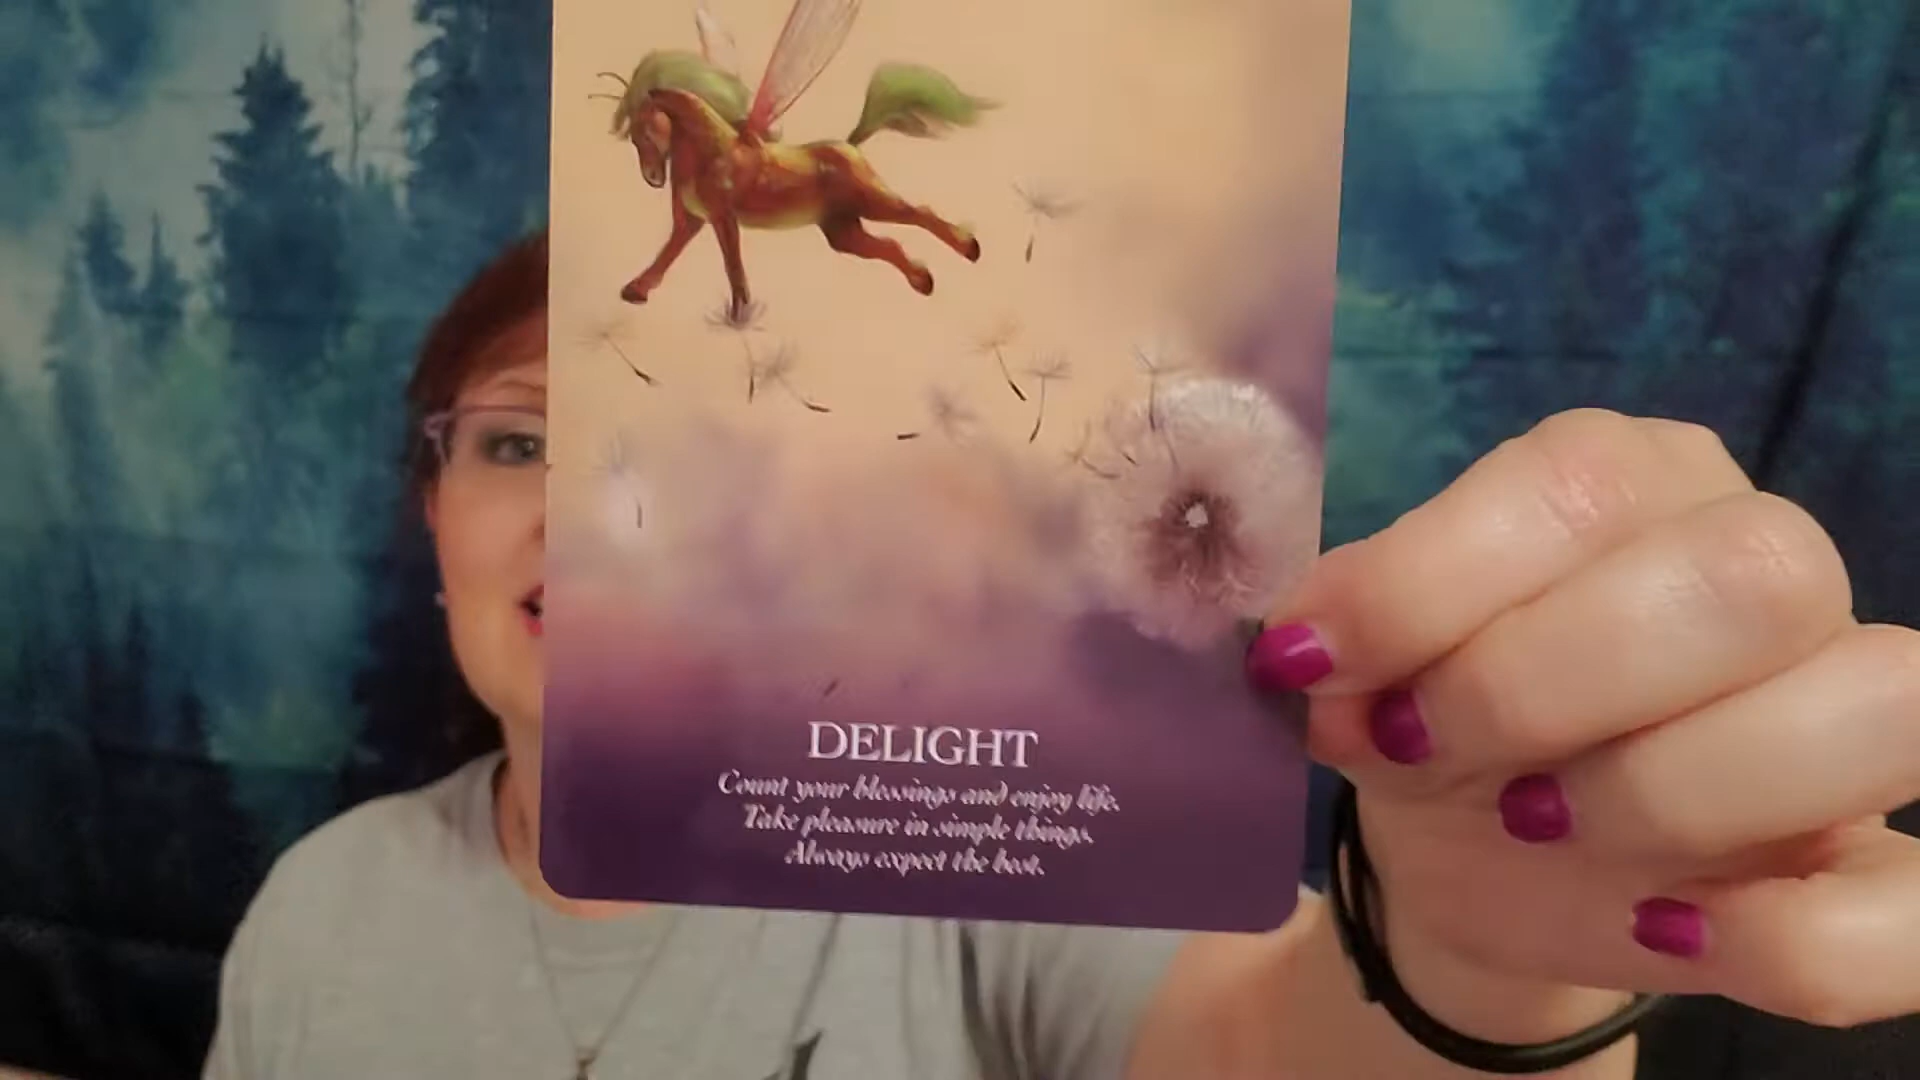 DELIGHT
Count your blessings and enjoy life.
Take pleasure in simple things.
Always expect the best.